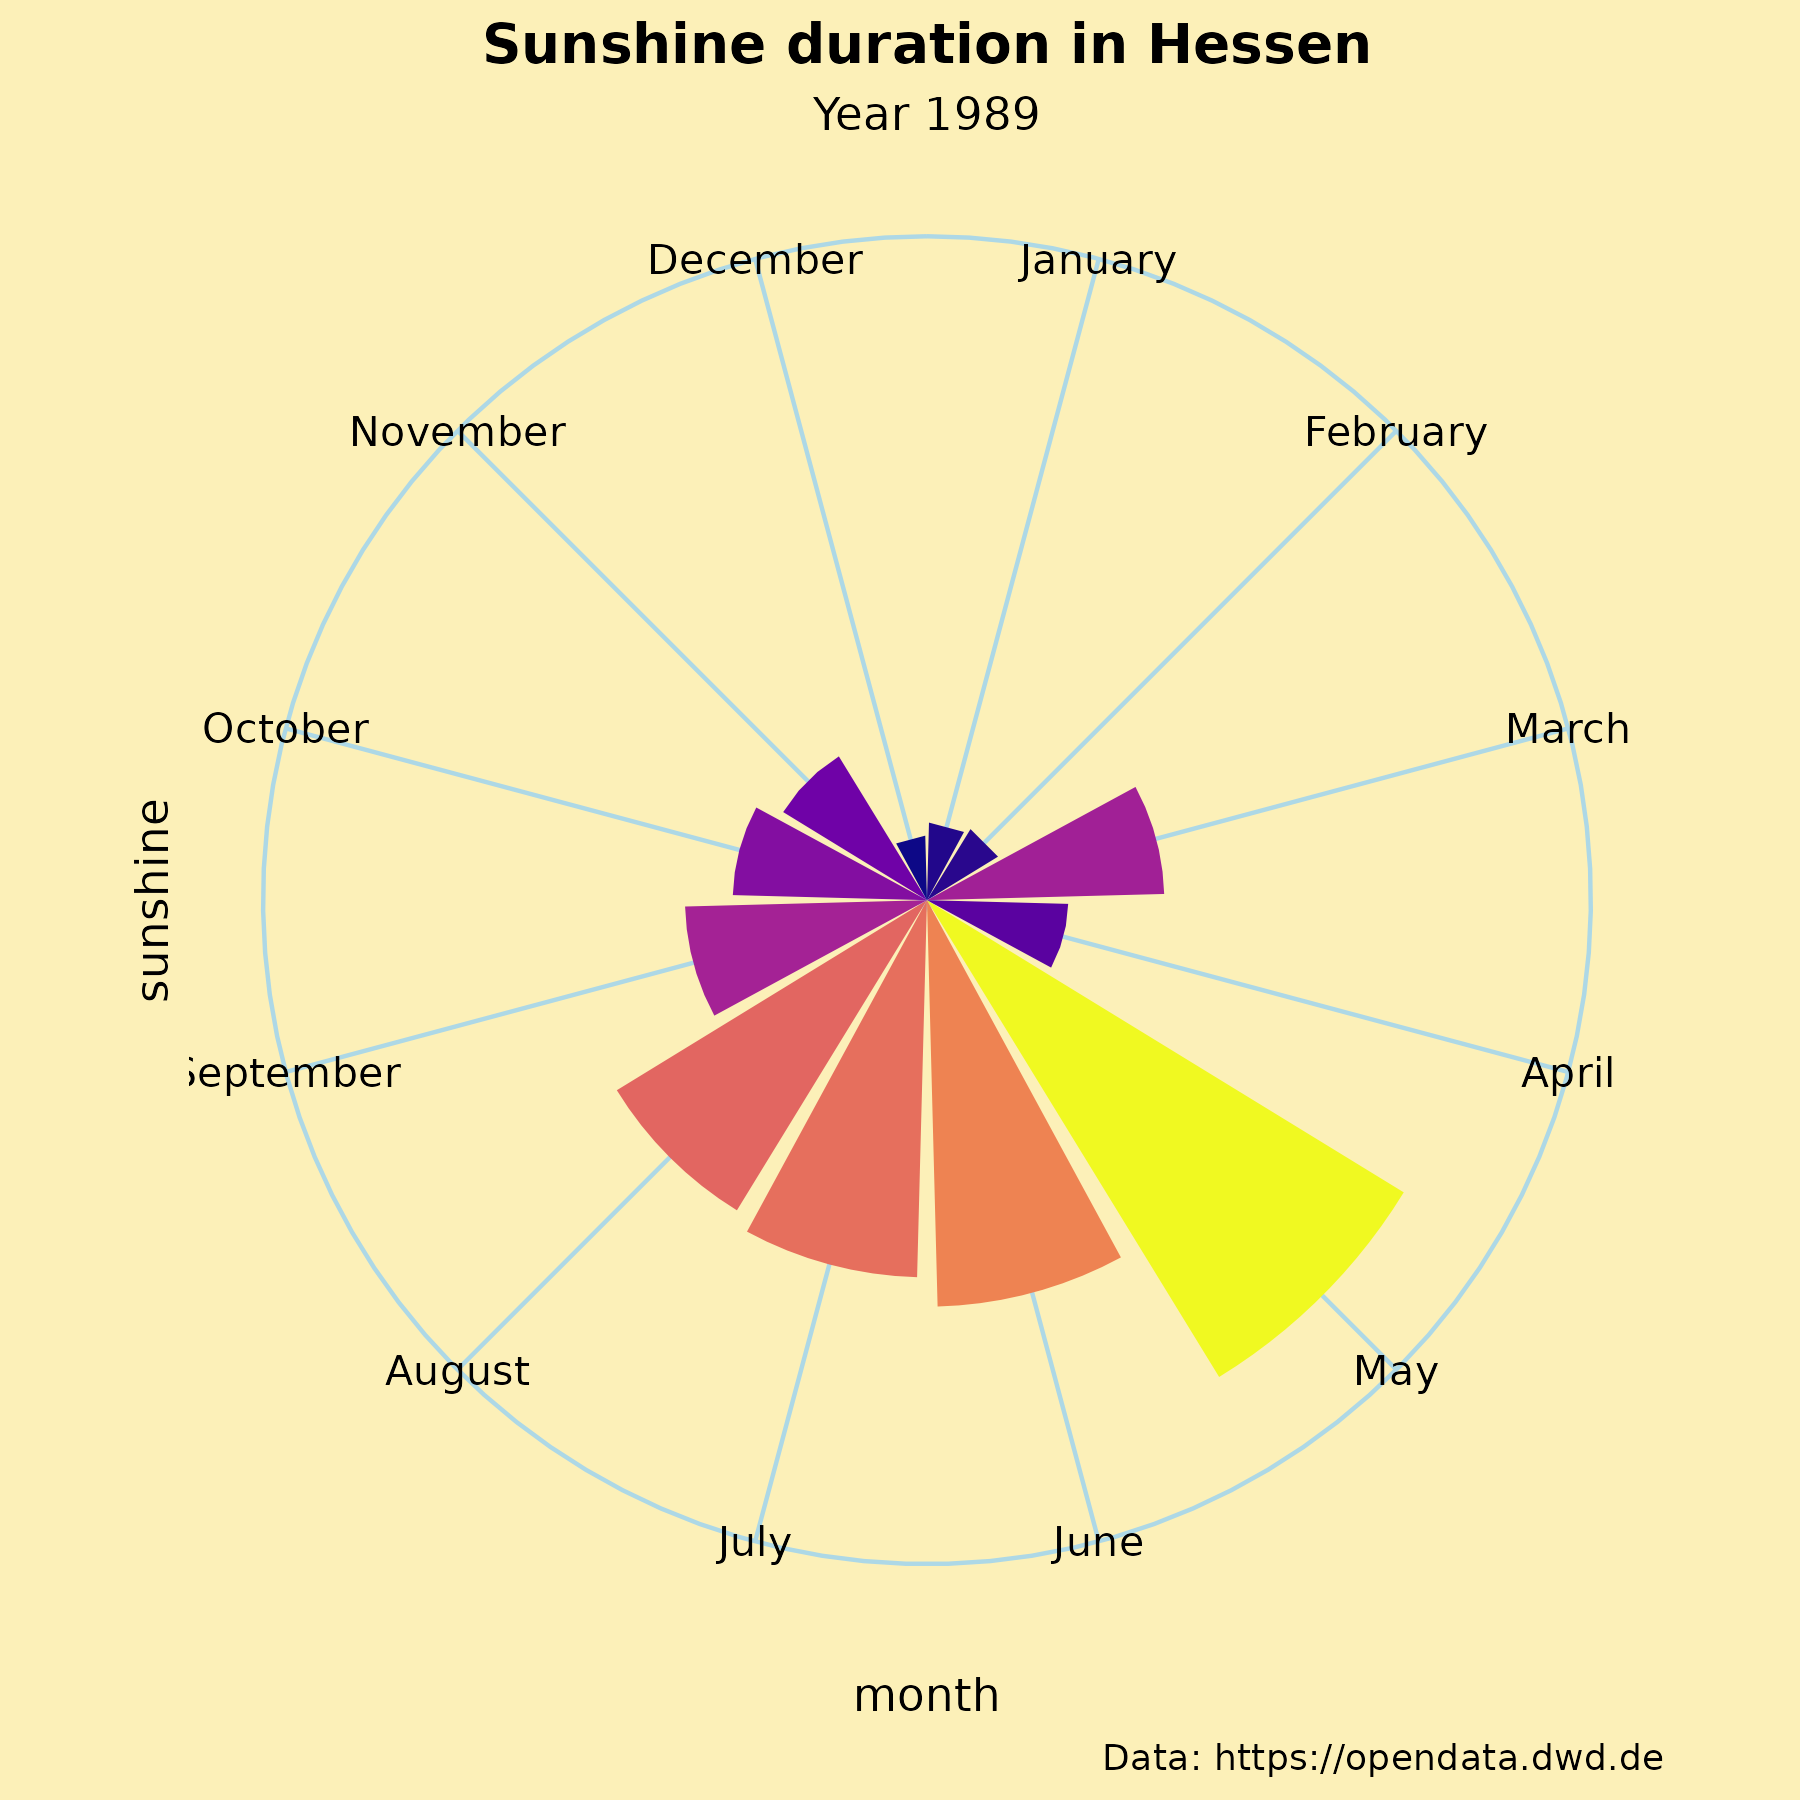 Sunshine duration in Hessen
Year 1989
December
January
November
February
October
March
sunshine
September
April
August
May
July
June
month
Data: https://opendata.dwd.de